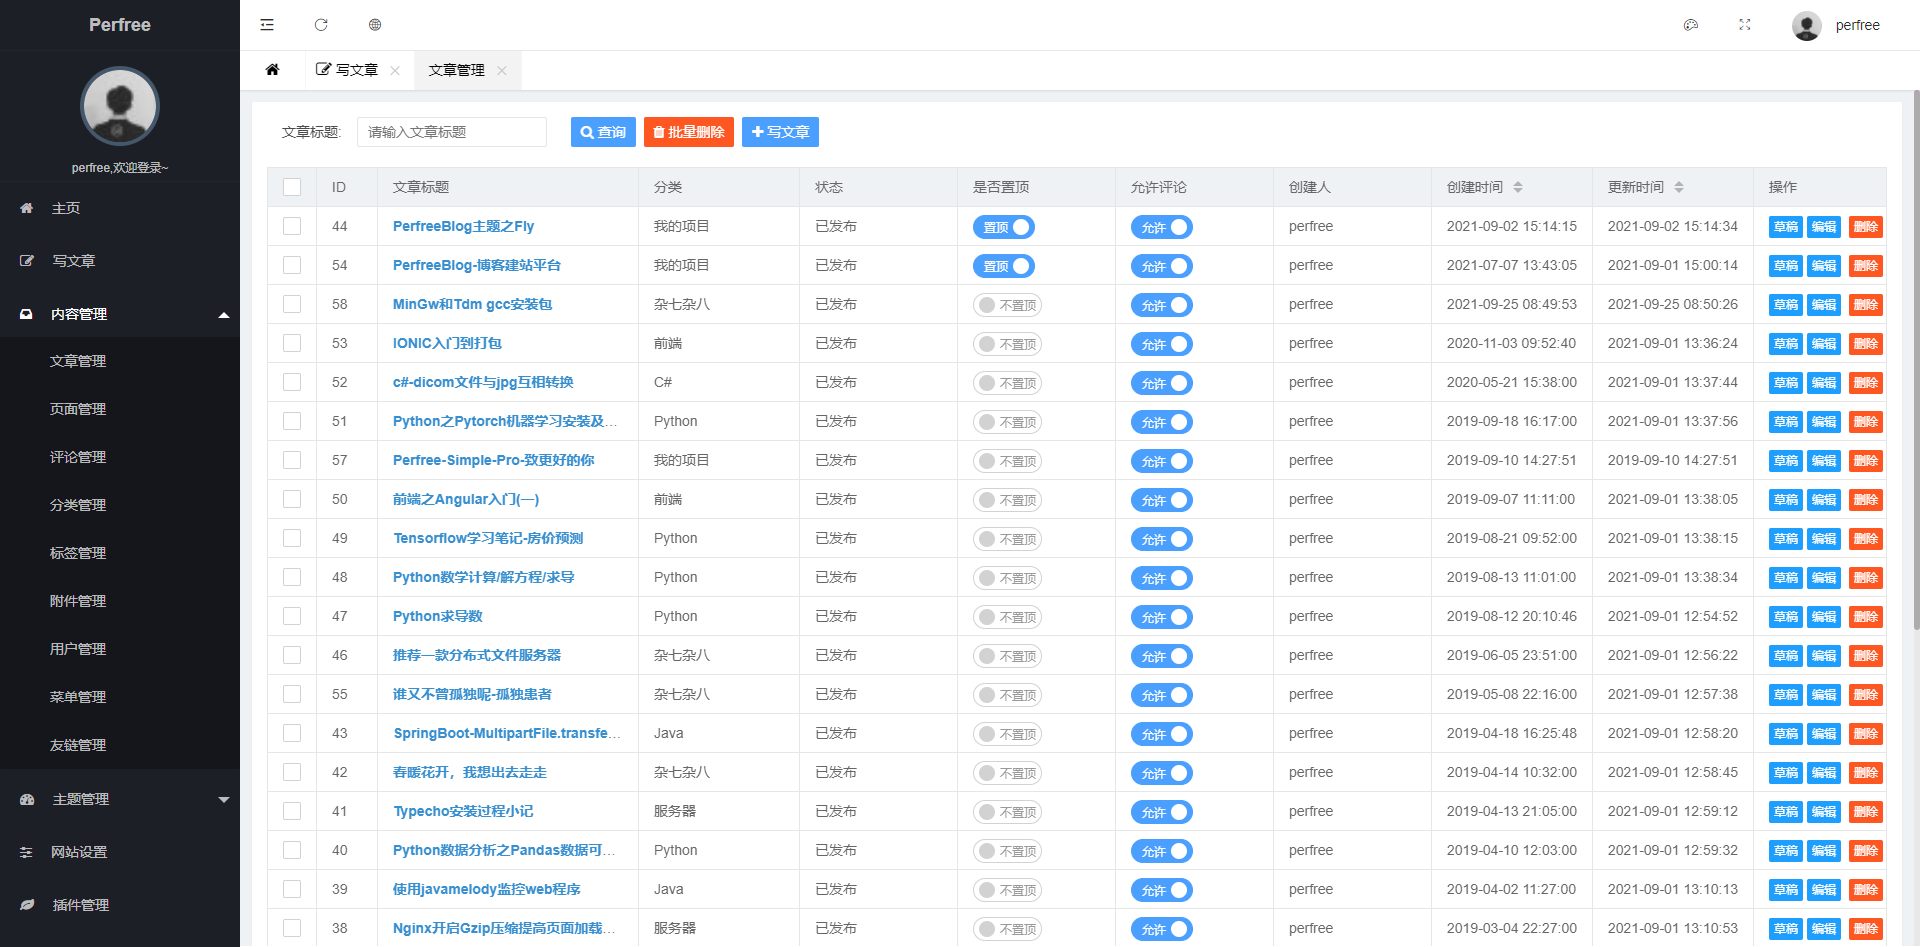 Perfree
perfree
写文章
文章管理
perfree,欢迎登录~
主页
写文章
内容管理
文章管理
页面管理
评论管理
分类管理
标签管理
附件管理
用户管理
菜单管理
友链管理
主题管理
网站设置
插件管理
文章标题: 请输入文章标题 查询 批量删除 写文章
ID 文章标题 分类 状态 是否置顶 允许评论 创建人 创建时间 更新时间 操作
44 PerfreeBlog主题之Fly 我的项目 已发布 置顶 允许 perfree 2021-09-02 15:14:15 2021-09-02 15:14:34 草稿 编辑 删除
54 PerfreeBlog-博客建站平台 我的项目 已发布 置顶 允许 perfree 2021-07-07 13:43:05 2021-09-01 15:00:14 草稿 编辑 删除
58 MinGw和Tdm gcc安装包 杂七杂八 已发布 不置顶 允许 perfree 2021-09-25 08:49:53 2021-09-25 08:50:26 草稿 编辑 删除
53 IONIC入门到打包 前端 已发布 不置顶 允许 perfree 2020-11-03 09:52:40 2021-09-01 13:36:24 草稿 编辑 删除
52 c#-dicom文件与jpg互相转换 C# 已发布 不置顶 允许 perfree 2020-05-21 15:38:00 2021-09-01 13:37:44 草稿 编辑 删除
51 Python之Pytorch机器学习安装及... Python 已发布 不置顶 允许 perfree 2019-09-18 16:17:00 2021-09-01 13:37:56 草稿 编辑 删除
57 Perfree-Simple-Pro-致更好的你 我的项目 已发布 不置顶 允许 perfree 2019-09-10 14:27:51 2019-09-10 14:27:51 草稿 编辑 删除
50 前端之Angular入门(一) 前端 已发布 不置顶 允许 perfree 2019-09-07 11:11:00 2021-09-01 13:38:05 草稿 编辑 删除
49 Tensorflow学习笔记-房价预测 Python 已发布 不置顶 允许 perfree 2019-08-21 09:52:00 2021-09-01 13:38:15 草稿 编辑 删除
48 Python数学计算/解方程/求导 Python 已发布 不置顶 允许 perfree 2019-08-13 11:01:00 2021-09-01 13:38:34 草稿 编辑 删除
47 Python求导数 Python 已发布 不置顶 允许 perfree 2019-08-12 20:10:46 2021-09-01 12:54:52 草稿 编辑 删除
46 推荐一款分布式文件服务器 杂七杂八 已发布 不置顶 允许 perfree 2019-06-05 23:51:00 2021-09-01 12:56:22 草稿 编辑 删除
55 谁又不曾孤独呢-孤独患者 杂七杂八 已发布 不置顶 允许 perfree 2019-05-08 22:16:00 2021-09-01 12:57:38 草稿 编辑 删除
43 SpringBoot-MultipartFile.transfe... Java 已发布 不置顶 允许 perfree 2019-04-18 16:25:48 2021-09-01 12:58:20 草稿 编辑 删除
42 春暖花开，我想出去走走 杂七杂八 已发布 不置顶 允许 perfree 2019-04-14 10:32:00 2021-09-01 12:58:45 草稿 编辑 删除
41 Typecho安装过程小记 服务器 已发布 不置顶 允许 perfree 2019-04-13 21:05:00 2021-09-01 12:59:12 草稿 编辑 删除
40 Python数据分析之Pandas数据可... Python 已发布 不置顶 允许 perfree 2019-04-10 12:03:00 2021-09-01 12:59:32 草稿 编辑 删除
39 使用javamelody监控web程序 Java 已发布 不置顶 允许 perfree 2019-04-02 11:27:00 2021-09-01 13:10:13 草稿 编辑 删除
38 Nginx开启Gzip压缩提高页面加载... 服务器 已发布 不置顶 允许 perfree 2019-03-04 22:27:00 2021-09-01 13:10:53 草稿 编辑 删除